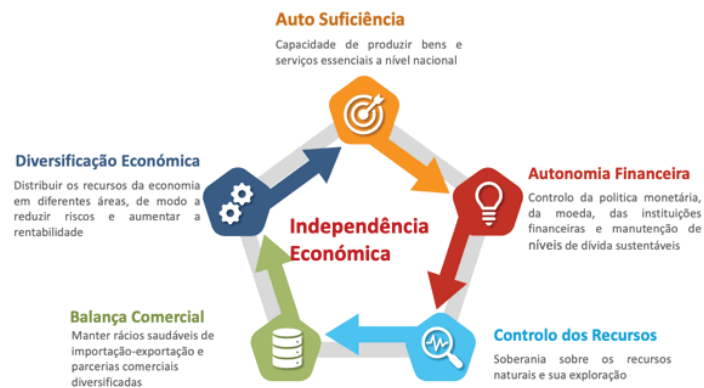 Auto Suficiência
Capacidade de produzir bens e
serviços essenciais a nível nacional
Diversificação Económica
Distribuir os recursos da economia
em diferentes áreas, de modo a
reduzir riscos e aumentar a
rentabilidade
Autonomia Financeira
Controlo da politica monetária,
da moeda, das instituições
financeiras e manutenção de
níveis de dívida sustentáveis
Independência
Económica
Balança Comercial
Manter rácios saudáveis de
importação-exportação e
parcerias comerciais
diversificadas
Controlo dos Recursos
Soberania sobre os recursos
naturais e sua exploração